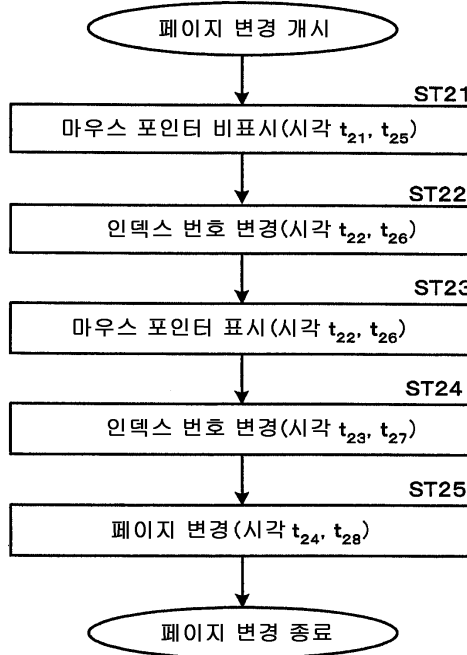 페이지 변경 개시
ST21
마우스 포인터 비표시(시각 t21, t25)
ST22
인덱스 번호 변경(시각 t22, t26)
ST23
마우스 포인터 표시(시각 t22, t26)
ST24
인덱스 번호 변경(시각 t23, t27)
ST25
페이지 변경(시각 t24, t28)
페이지 변경 종료